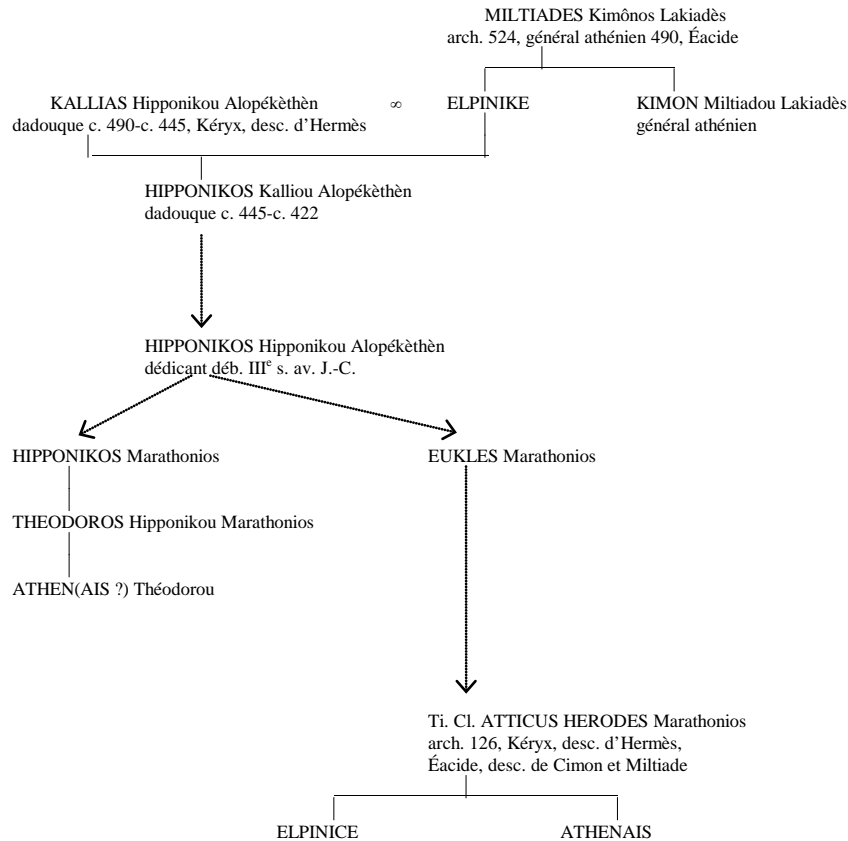 MILTIADES Kimônos Lakiadès
arch. 524, général athénien 490, Éacide
KALLIAS Hipponikou Alopékèthèn
dadouque c. 490-c. 445, Kéryx, desc. d’Hermès
∞
ELPINIKE
KIMON Miltiadou Lakiadès
général athénien
HIPPONIKOS Kalliou Alopékèthèn
dadouque c. 445-c. 422
HIPPONIKOS Hipponikou Alopékèthèn
dédicant déb. IIIe s. av. J.-C.
HIPPONIKOS Marathonios
EUKLES Marathonios
THEODOROS Hipponikou Marathonios
ATHEN(AIS ?) Théodorou
Ti. Cl. ATTICUS HERODES Marathonios
arch. 126, Kéryx, desc. d’Hermès,
Éacide, desc. de Cimon et Miltiade
ELPINICE
ATHENAIS